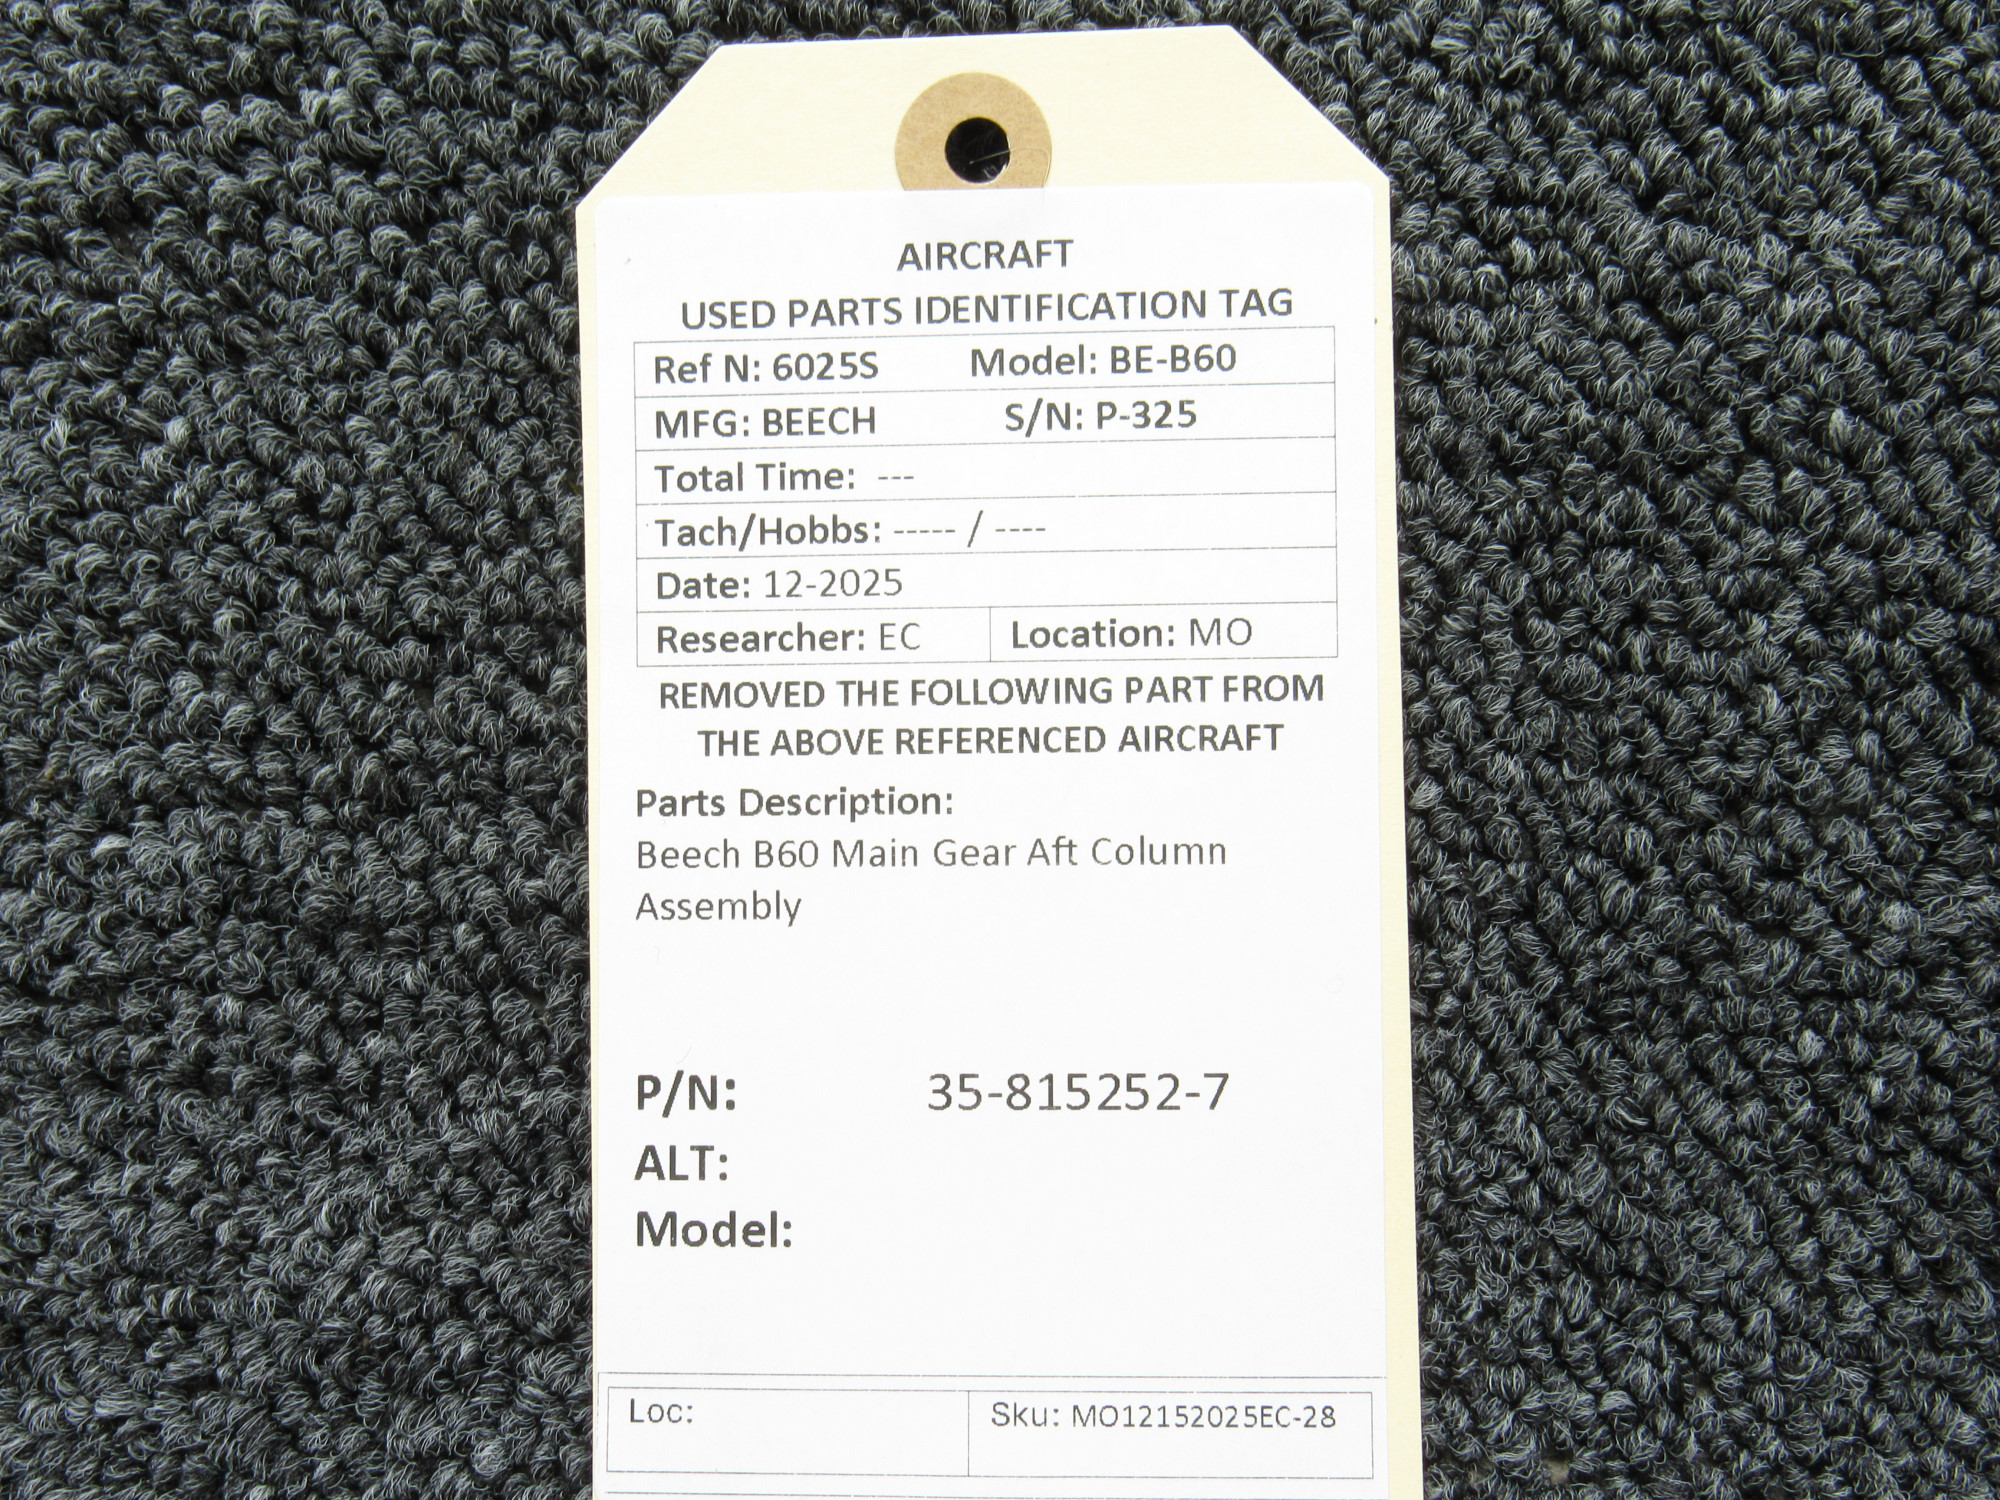 AIRCRAFT
USED PARTS IDENTIFICATION TAG
Ref N: 6025S Model: BE-B60
MFG: BEECH S/N: P-325
Total Time: ---
Tach/Hobbs: ----- / ----
Date: 12-2025
Researcher: EC Location: MO
REMOVED THE FOLLOWING PART FROM
THE ABOVE REFERENCED AIRCRAFT
Parts Description:
Beech B60 Main Gear Aft Column
Assembly
P/N: 35-815252-7
ALT:
Model:
Loc: Sku: MO12152025EC-28